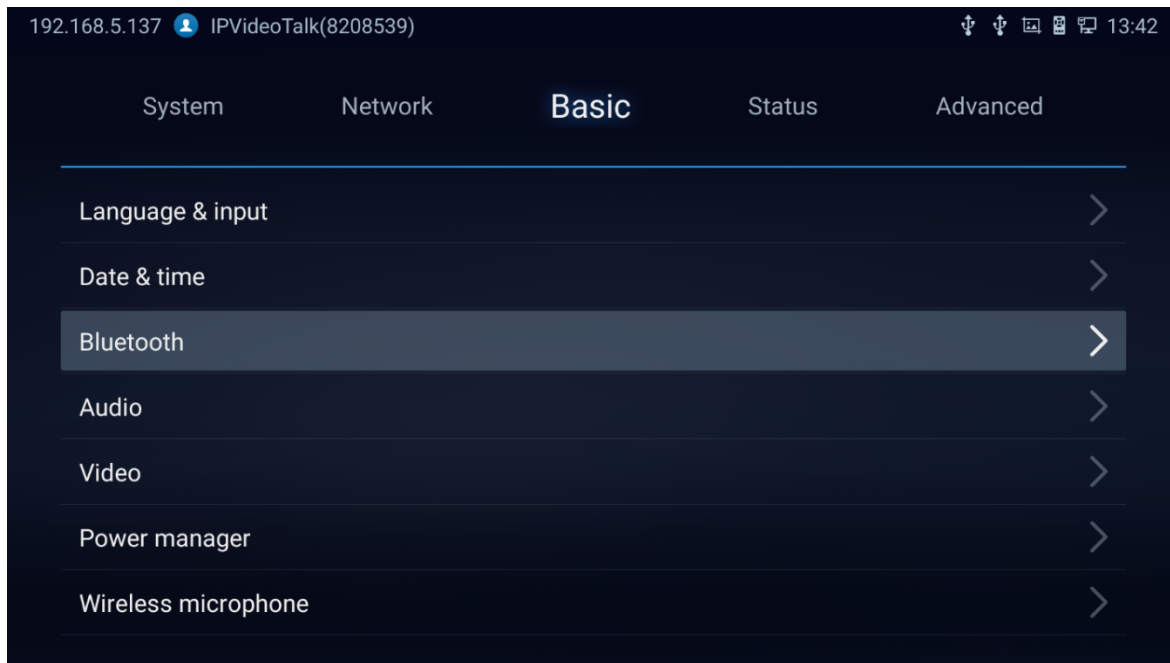 192.168.5.137 IPVideoTalk(8208539) 13:42
System Network Basic Status Advanced
Language & input
Date & time
Bluetooth
Audio
Video
Power manager
Wireless microphone